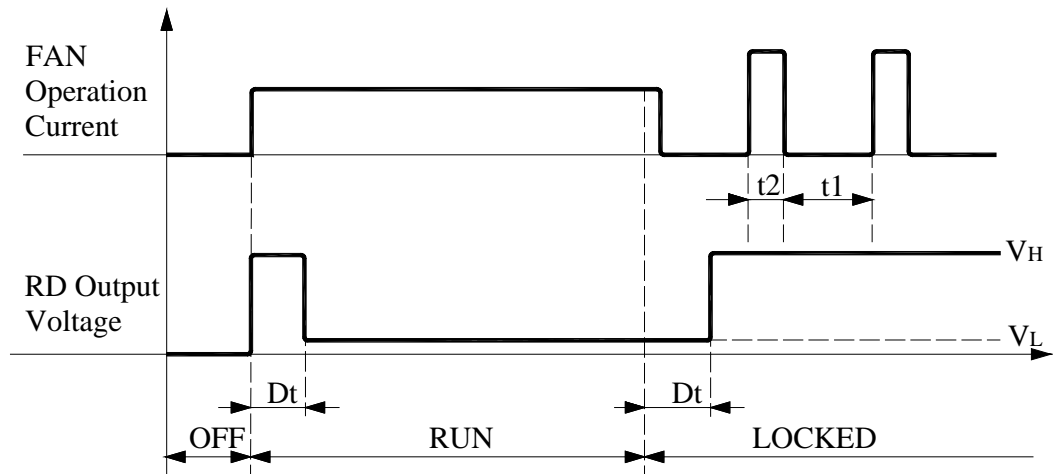 FAN
Operation
Current
t2 t1
VH
RD Output
Voltage
VL
Dt Dt
OFF RUN LOCKED